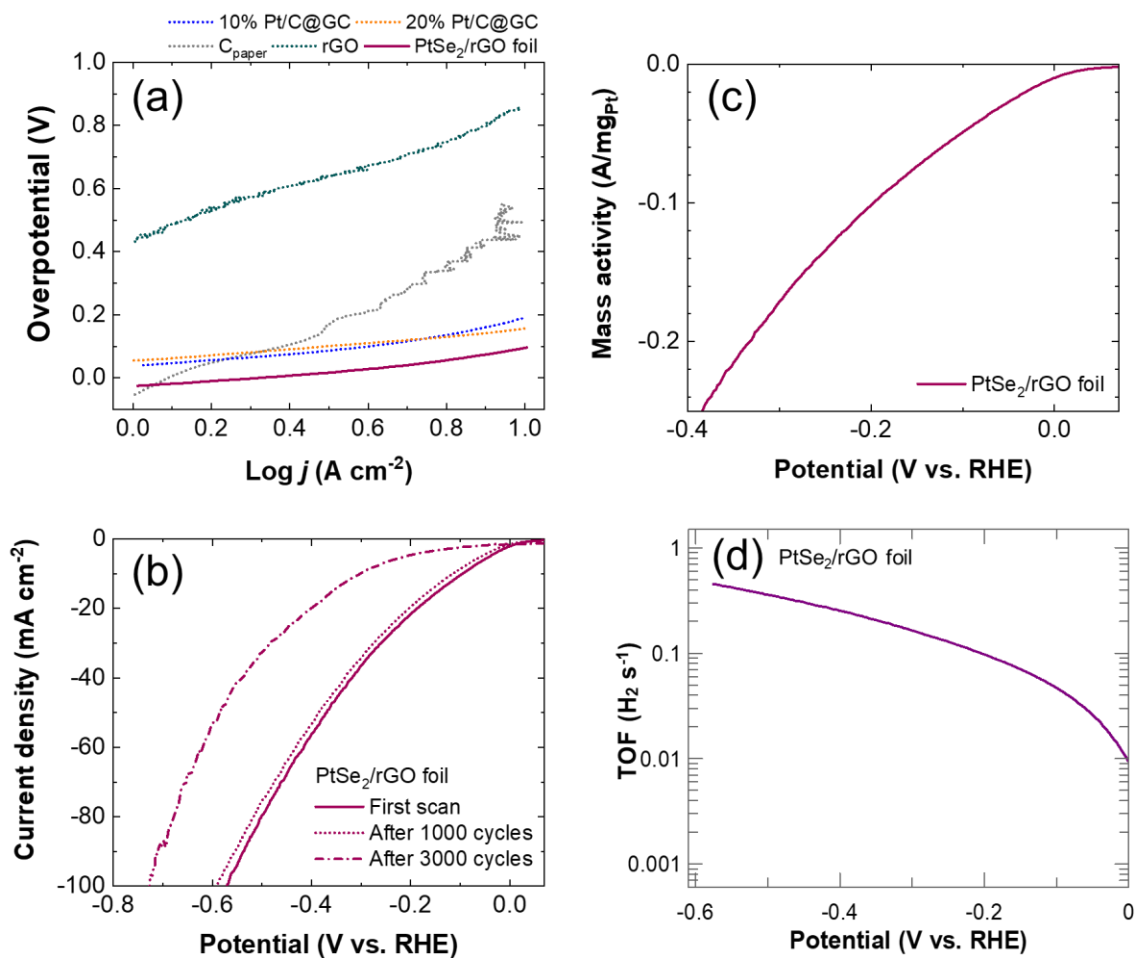 10% Pt/C@GC 20% Pt/C@GC
C_paper rGO PtSe₂/rGO foil
(a)
1.0
0.8
0.6
0.4
0.2
0.0
Overpotential (V)
0.0 0.2 0.4 0.6 0.8 1.0
Log j (A cm⁻²)
(c)
0.0
-0.1
-0.2
Mass activity (A/mg_Pt)
PtSe₂/rGO foil
-0.4 -0.2 0.0
Potential (V vs. RHE)
(b)
0
-20
-40
-60
-80
-100
Current density (mA cm⁻²)
PtSe₂/rGO foil
First scan
After 1000 cycles
After 3000 cycles
-0.8 -0.6 -0.4 -0.2 0.0
Potential (V vs. RHE)
(d) PtSe₂/rGO foil
1
0.1
0.01
0.001
TOF (H₂ s⁻¹)
-0.6 -0.4 -0.2 0
Potential (V vs. RHE)